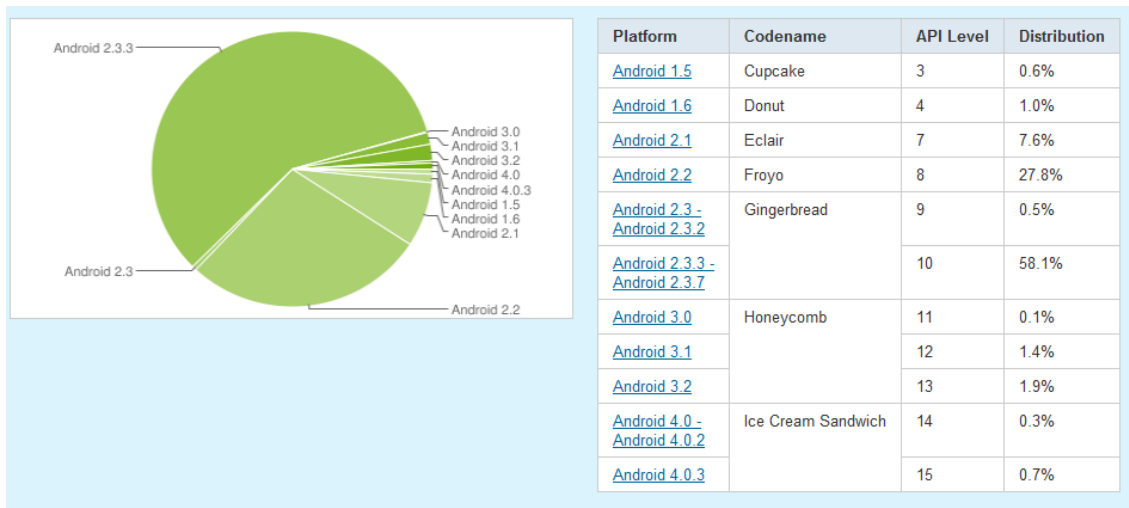 Android 2.3.3
Android 3.0
Android 3.1
Android 3.2
Android 4.0
Android 4.0.3
Android 1.5
Android 1.6
Android 2.1
Android 2.3
Android 2.2
Platform Codename API Level Distribution
Android 1.5 Cupcake 3 0.6%
Android 1.6 Donut 4 1.0%
Android 2.1 Eclair 7 7.6%
Android 2.2 Froyo 8 27.8%
Android 2.3 - Gingerbread 9 0.5%
Android 2.3.2
Android 2.3.3 - 10 58.1%
Android 2.3.7
Android 3.0 Honeycomb 11 0.1%
Android 3.1 12 1.4%
Android 3.2 13 1.9%
Android 4.0 - Ice Cream Sandwich 14 0.3%
Android 4.0.2
Android 4.0.3 15 0.7%